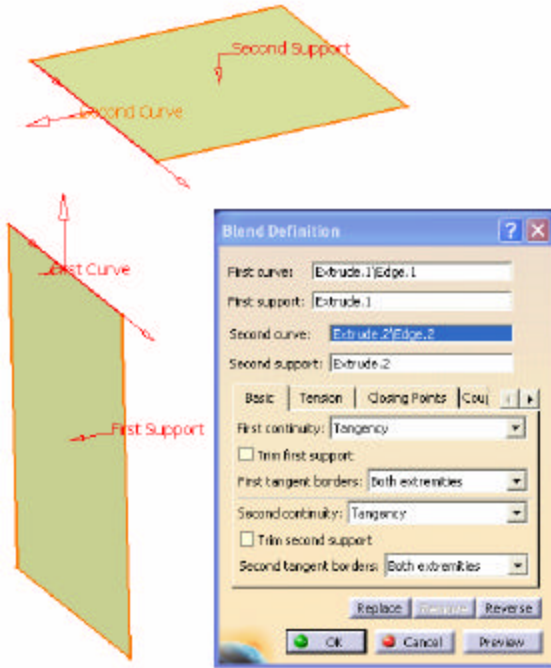 Second Support
Second Curve
First Curve
First Support
Blend Definition
First curve: Extrude.1\Edge.1
First support: Extrude.1
Second curve: Extrude.2\Edge.2
Second support: Extrude.2
Basic Tension Closing Points Coup
First continuity: Tangency
Trim first support
First tangent borders: Both extremities
Second continuity: Tangency
Trim second support
Second tangent borders: Both extremities
Replace Reverse
OK Cancel Preview